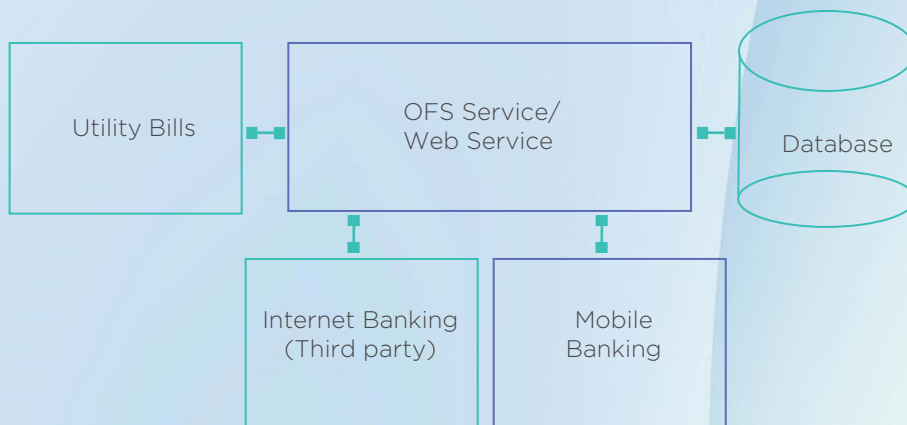 Utility Bills
OFS Service/
Web Service
Database
Internet Banking
(Third party)
Mobile
Banking